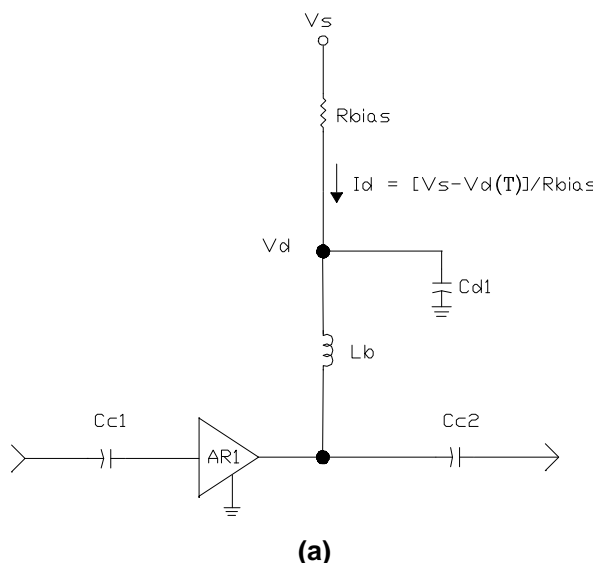 Vs
Rbias
Id = [Vs-Vd(T)]/Rbias
Vd
Cd1
Lb
Cc1
Cc2
AR1
(a)